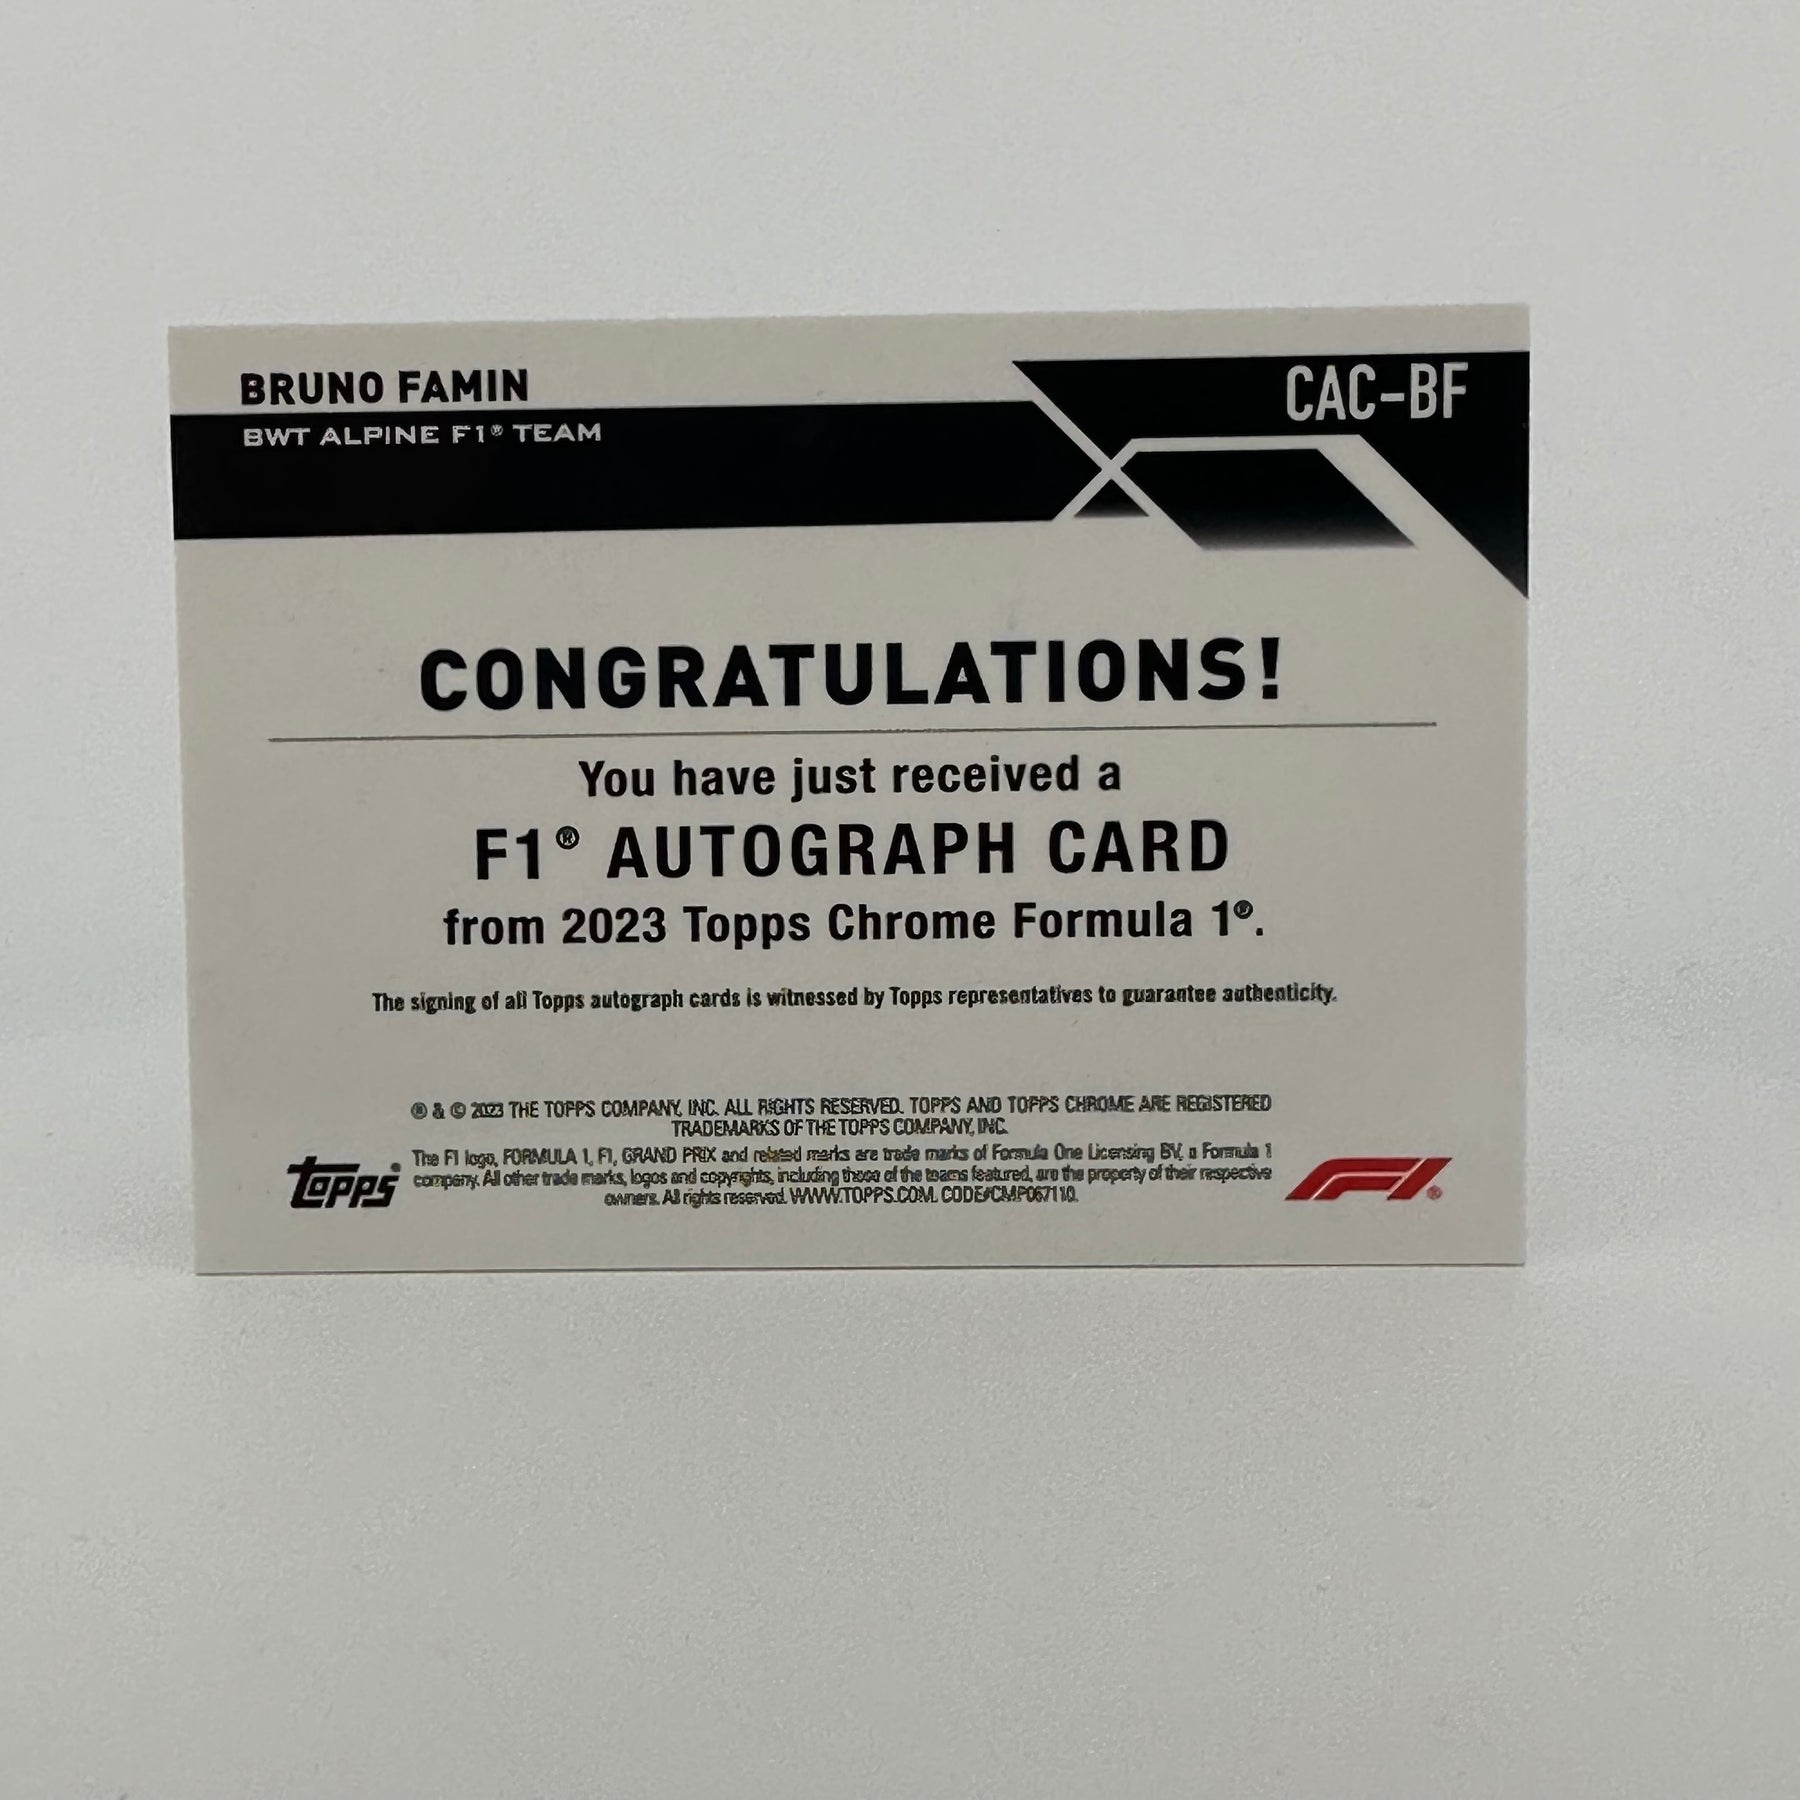 BRUNO FAMIN
BWT ALPINE F1® TEAM
CAC-BF
CONGRATULATIONS!
You have just received a
F1® AUTOGRAPH CARD
from 2023 Topps Chrome Formula 1®.
The signing of all Topps autograph cards is witnessed by Topps representatives to guarantee authenticity.
® & © 2023 THE TOPPS COMPANY, INC. ALL RIGHTS RESERVED. TOPPS AND TOPPS CHROME ARE REGISTERED
TRADEMARKS OF THE TOPPS COMPANY, INC.
The F1 logo, FORMULA 1, F1, GRAND PRIX and related marks are trade marks of Formula One Licensing BV, a Formula 1
company. All other trade marks, logos and copyrights, including those of the teams featured, are the property of their respective
owners. All rights reserved. WWW.TOPPS.COM. CODE#CMP067110.
Topps®
F1®